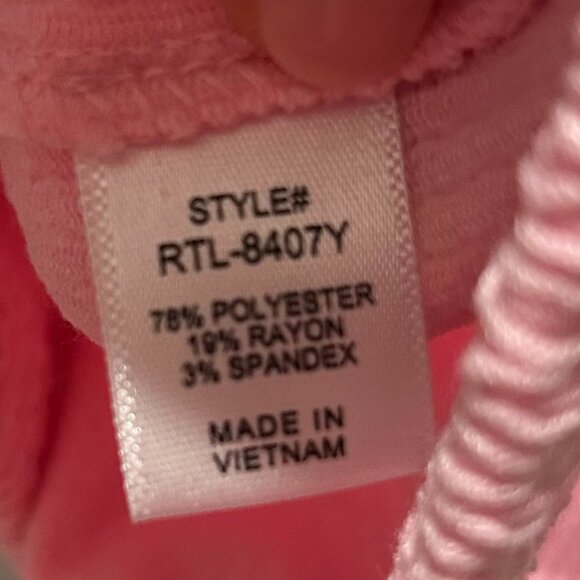 STYLE#
RTL-8407Y
78% POLYESTER
19% RAYON
3% SPANDEX
MADE IN
VIETNAM